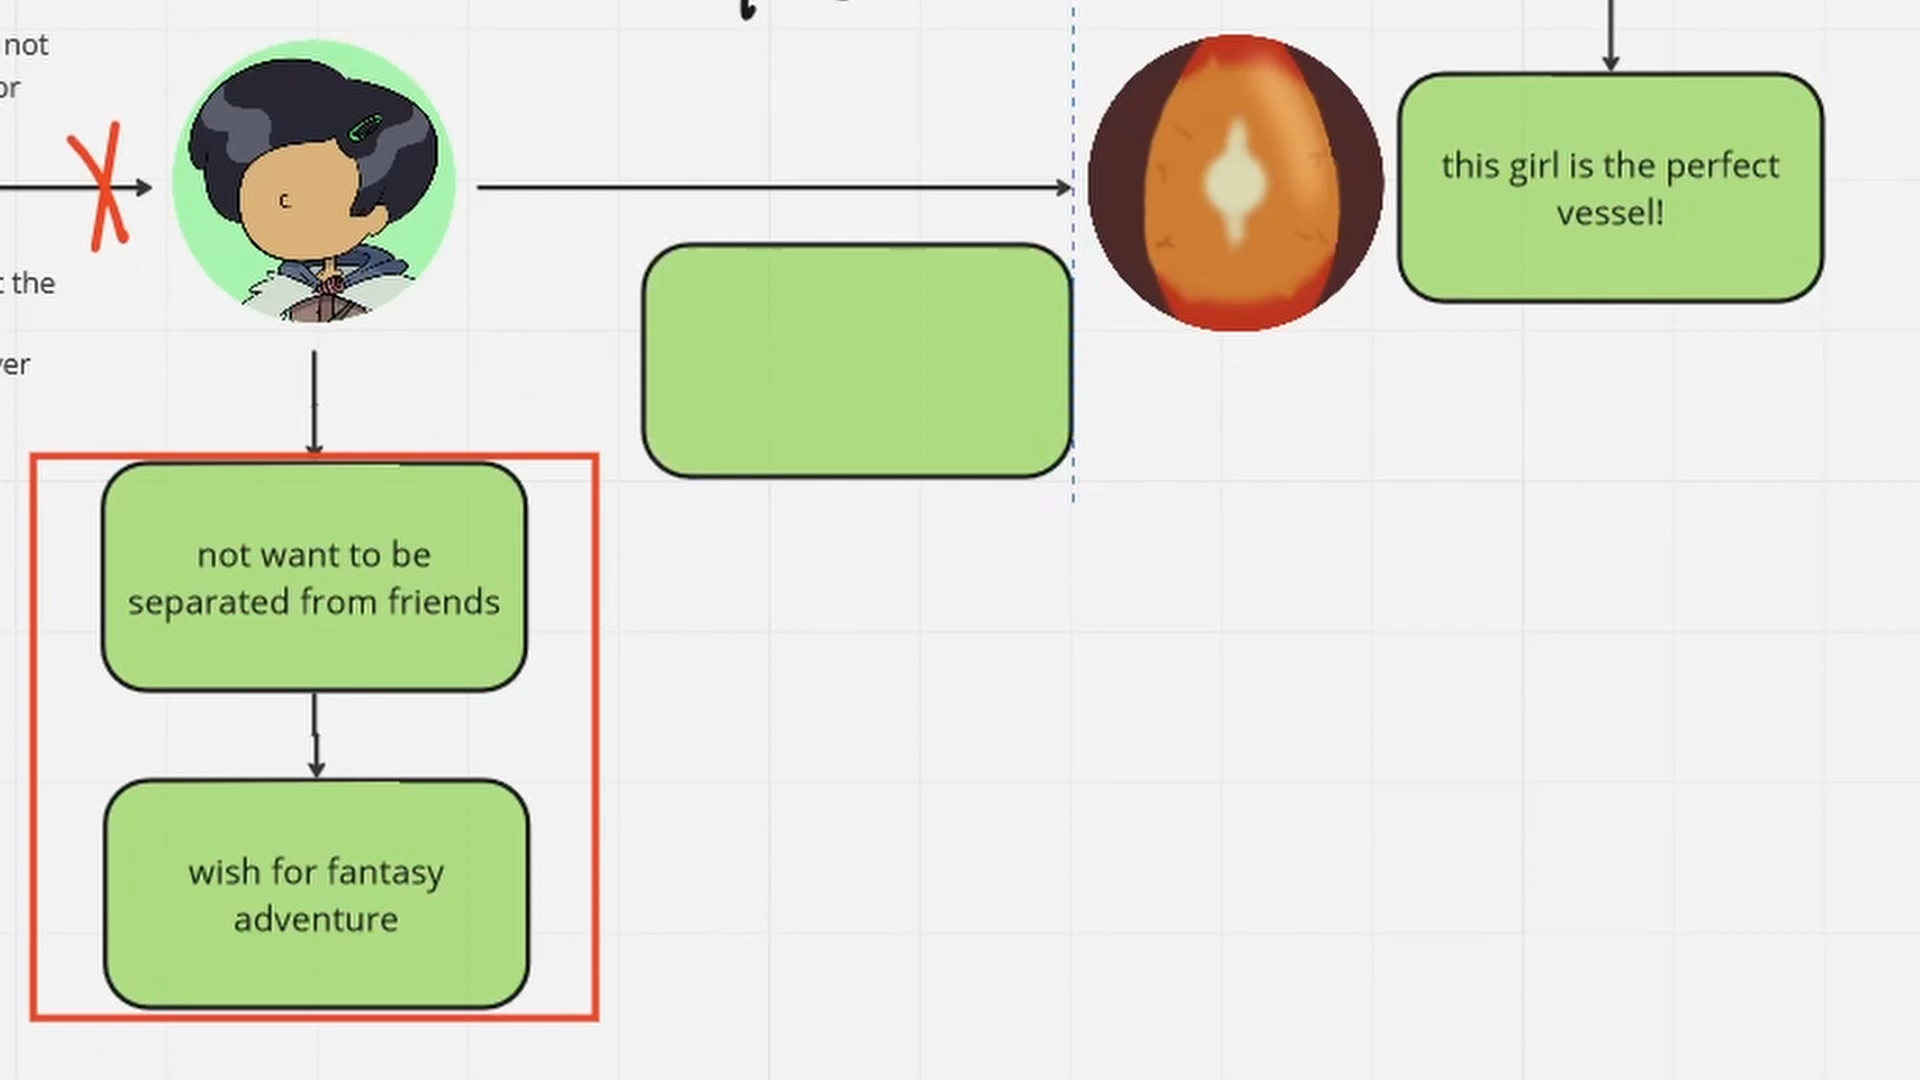 not
or
t the
ver
this girl is the perfect
vessel!
not want to be
separated from friends
wish for fantasy
adventure